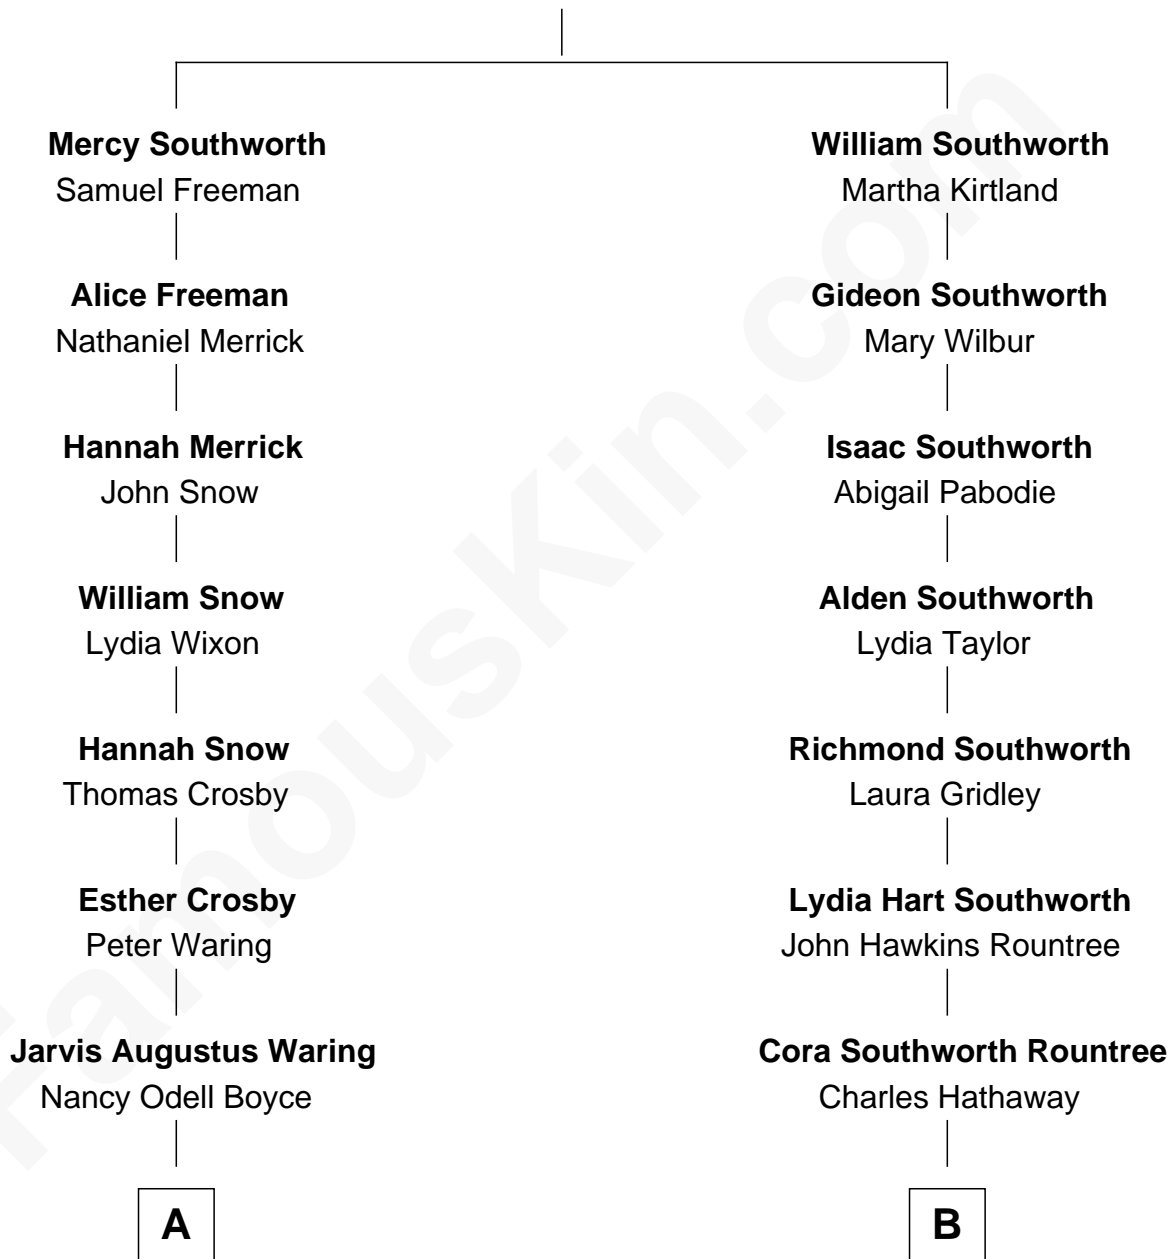 Mercy Southworth
Samuel Freeman
Alice Freeman
Nathaniel Merrick
Hannah Merrick
John Snow
William Snow
Lydia Wixon
Hannah Snow
Thomas Crosby
Esther Crosby
Peter Waring
Jarvis Augustus Waring
Nancy Odell Boyce
A
William Southworth
Martha Kirtland
Gideon Southworth
Mary Wilbur
Isaac Southworth
Abigail Pabodie
Alden Southworth
Lydia Taylor
Richmond Southworth
Laura Gridley
Lydia Hart Southworth
John Hawkins Rountree
Cora Southworth Rountree
Charles Hathaway
B
FamousKin.com